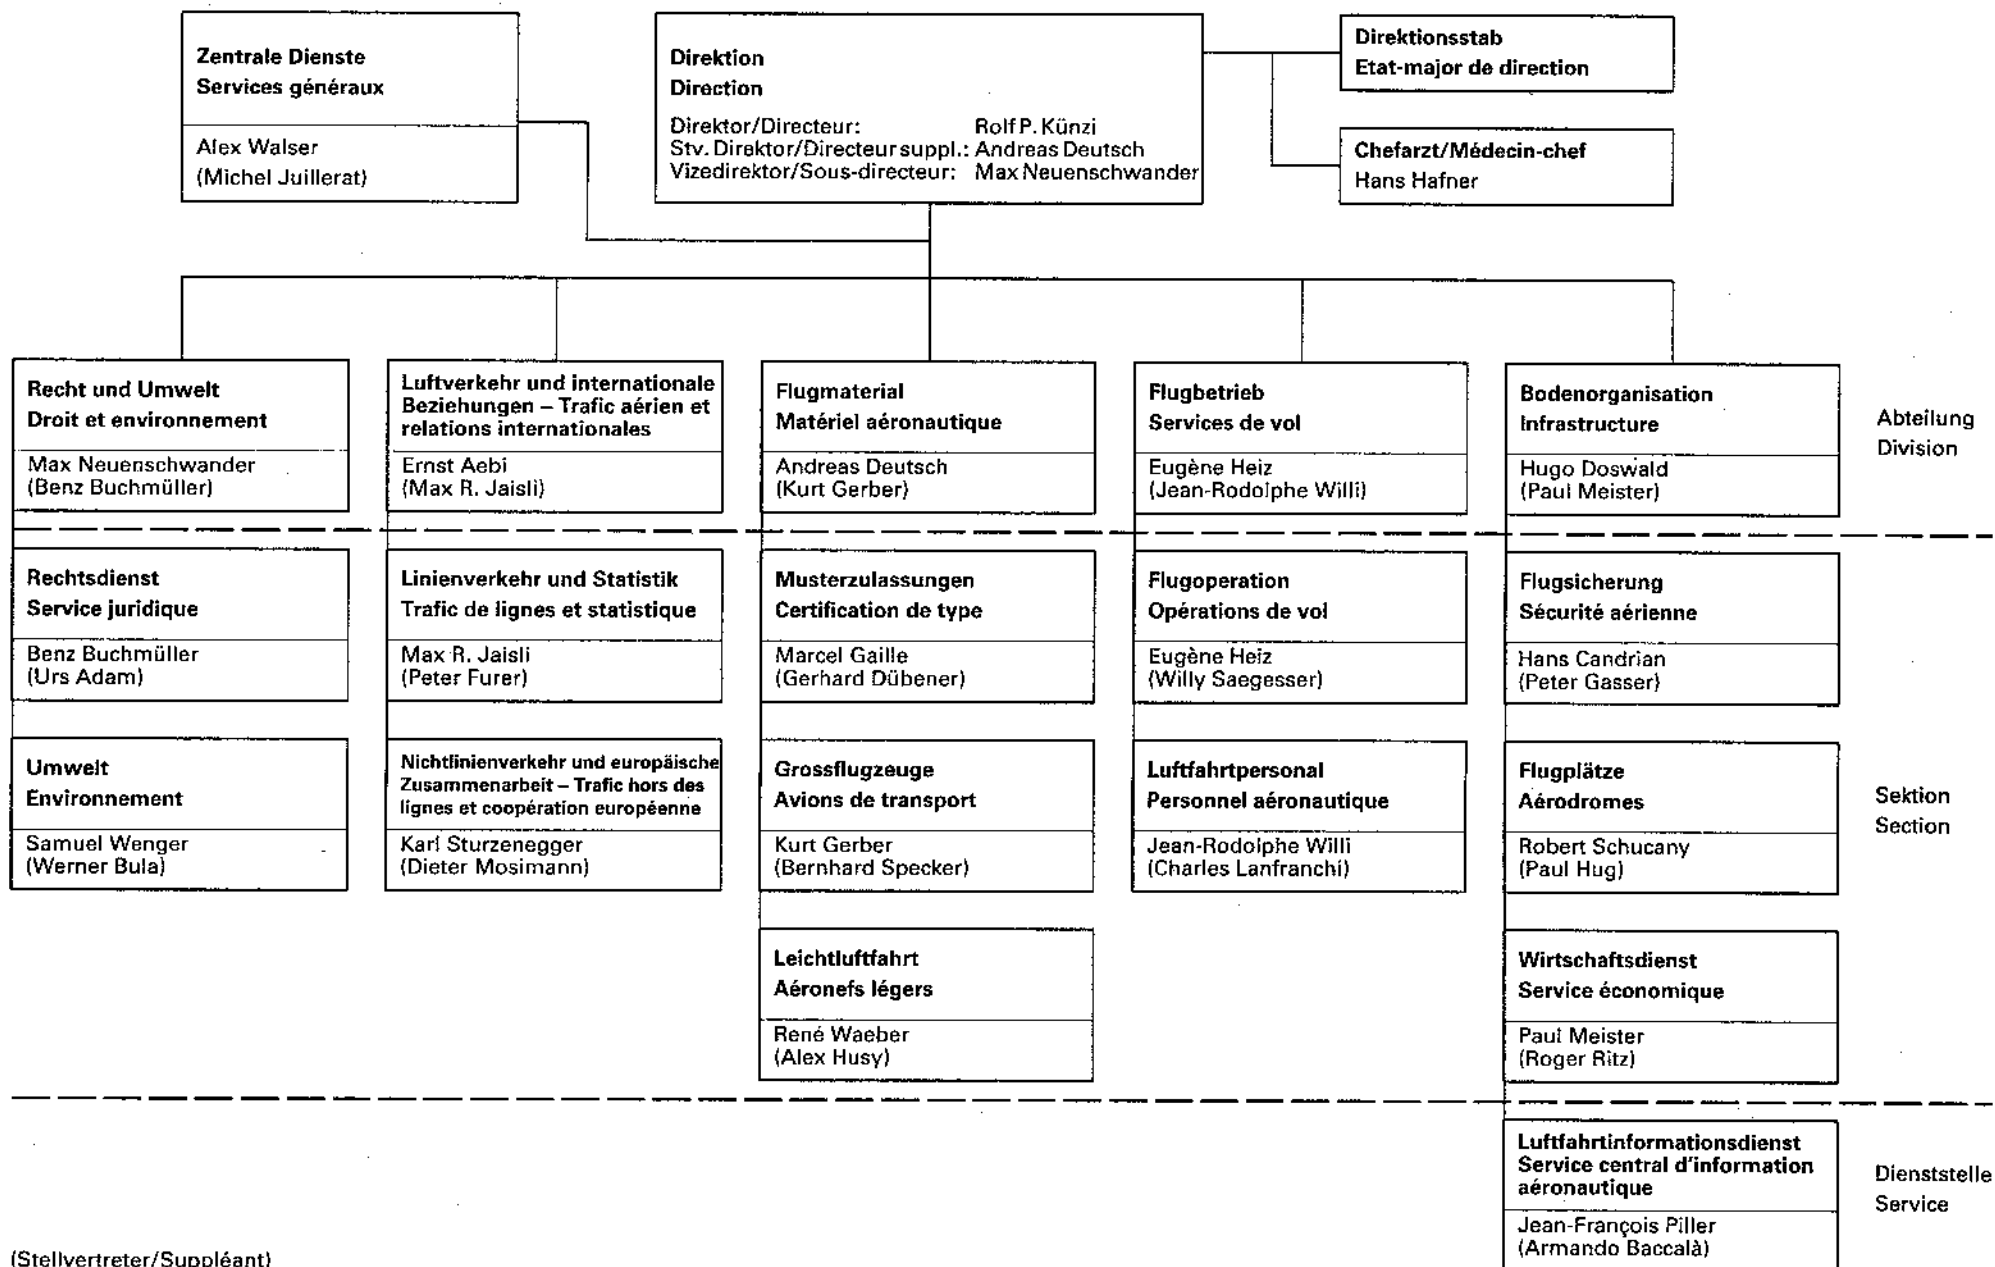 Zentrale Dienste
Services généraux
Alex Walser
(Michel Juillerat)
Direktion
Direction
Direktor/Directeur: Rolf P. Künzi
Stv. Direktor/Directeur suppl.: Andreas Deutsch
Vizedirektor/Sous-directeur: Max Neuenschwander
Direktionsstab
Etat-major de direction
Chefarzt/Médecin-chef
Hans Hafner
Recht und Umwelt
Droit et environnement
Max Neuenschwander
(Benz Buchmüller)
Luftverkehr und internationale
Beziehungen – Trafic aérien et
relations internationales
Ernst Aebi
(Max R. Jaisli)
Flugmaterial
Matériel aéronautique
Andreas Deutsch
(Kurt Gerber)
Flugbetrieb
Services de vol
Eugène Heiz
(Jean-Rodolphe Willi)
Bodenorganisation
Infrastructure
Hugo Doswald
(Paul Meister)
Abteilung
Division
Rechtsdienst
Service juridique
Benz Buchmüller
(Urs Adam)
Linienverkehr und Statistik
Trafic de lignes et statistique
Max R. Jaisli
(Peter Furer)
Musterzulassungen
Certification de type
Marcel Gaille
(Gerhard Dübener)
Flugoperation
Opérations de vol
Eugène Heiz
(Willy Saegesser)
Flugsicherung
Sécurité aérienne
Hans Candrian
(Peter Gasser)
Umwelt
Environnement
Samuel Wenger
(Werner Bula)
Nichtlinienverkehr und europäische
Zusammenarbeit – Trafic hors des
lignes et coopération européenne
Karl Sturzenegger
(Dieter Mosimann)
Grossflugzeuge
Avions de transport
Kurt Gerber
(Bernhard Specker)
Luftfahrtpersonal
Personnel aéronautique
Jean-Rodolphe Willi
(Charles Lanfranchi)
Flugplätze
Aérodromes
Robert Schucany
(Paul Hug)
Sektion
Section
Leichtluftfahrt
Aéronefs légers
René Waeber
(Alex Husy)
Wirtschaftsdienst
Service économique
Paul Meister
(Roger Ritz)
Luftfahrtinformationsdienst
Service central d'information
aéronautique
Jean-François Piller
(Armando Baccalà)
Dienststelle
Service
(Stellvertreter/Suppléant)